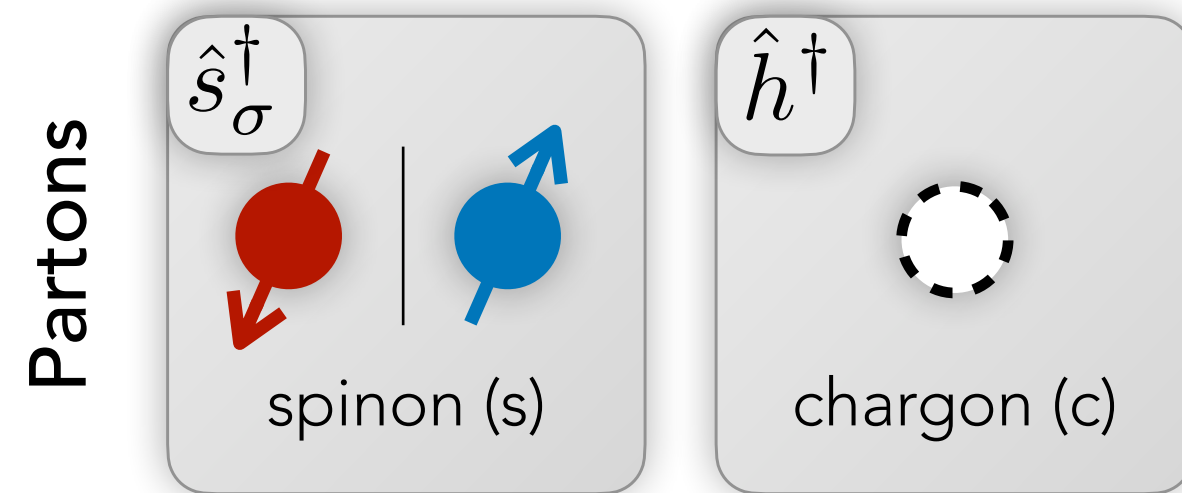 Partons
ŝ†σ
ĥ†
spinon (s)
chargon (c)